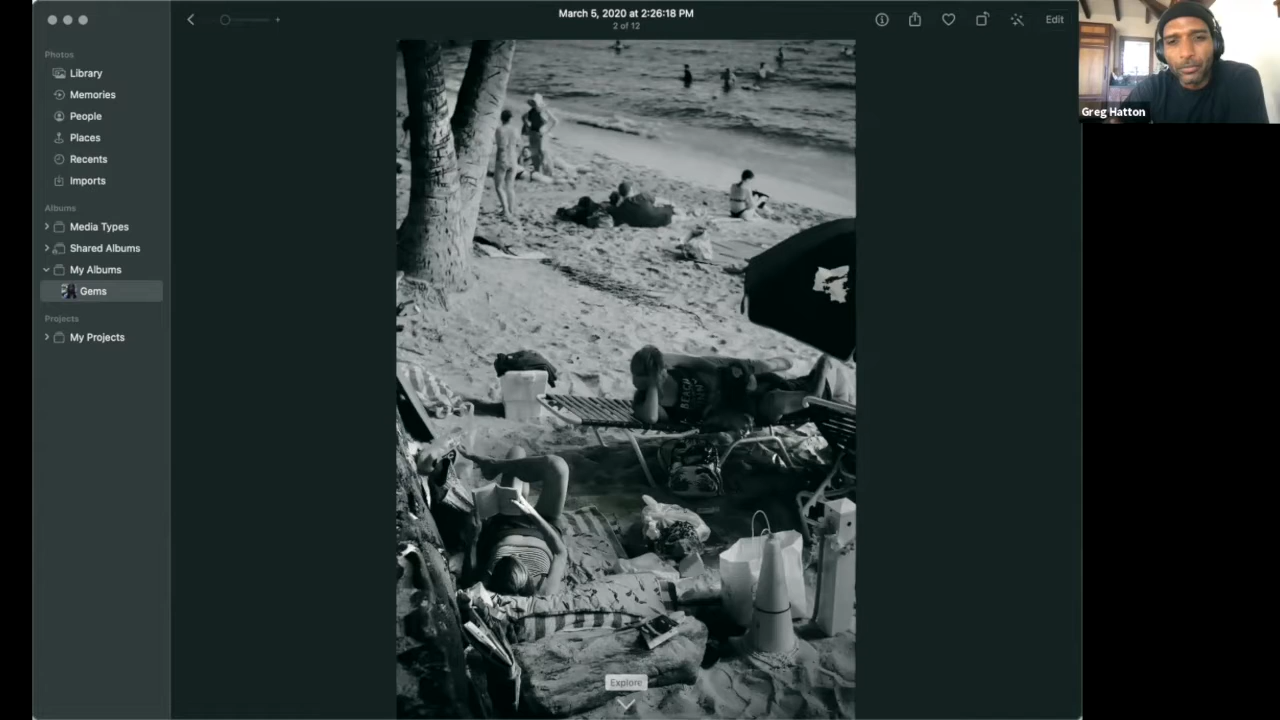 March 5, 2020 at 2:26:18 PM
2 of 12
Edit
Photos
Library
Memories
People
Places
Recents
Imports
Albums
Media Types
Shared Albums
My Albums
Gems
Projects
My Projects
Greg Hatton
BEACH
Explore